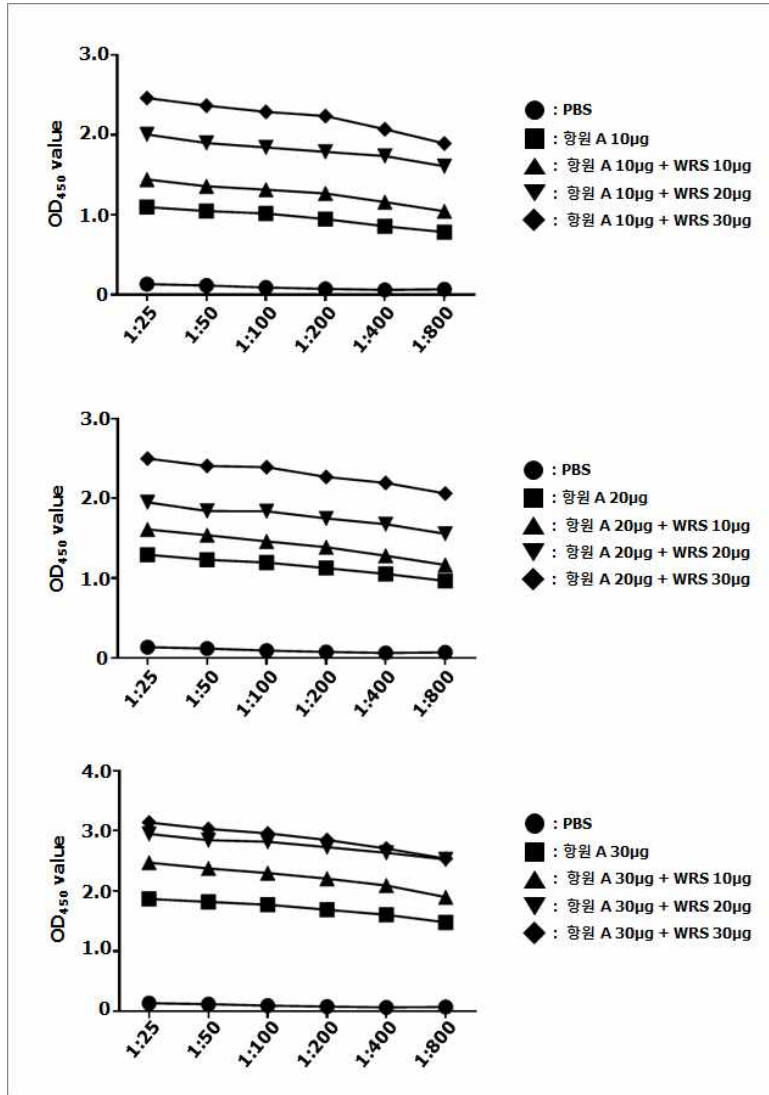 3.0
2.0
1.0
0
OD450 value
1:25
1:50
1:100
1:200
1:400
1:800
: PBS
: 항원 A 10µg
: 항원 A 10µg + WRS 10µg
: 항원 A 10µg + WRS 20µg
: 항원 A 10µg + WRS 30µg
3.0
2.0
1.0
0
OD450 value
1:25
1:50
1:100
1:200
1:400
1:800
: PBS
: 항원 A 20µg
: 항원 A 20µg + WRS 10µg
: 항원 A 20µg + WRS 20µg
: 항원 A 20µg + WRS 30µg
4.0
3.0
2.0
1.0
0
OD450 value
1:25
1:50
1:100
1:200
1:400
1:800
: PBS
: 항원 A 30µg
: 항원 A 30µg + WRS 10µg
: 항원 A 30µg + WRS 20µg
: 항원 A 30µg + WRS 30µg